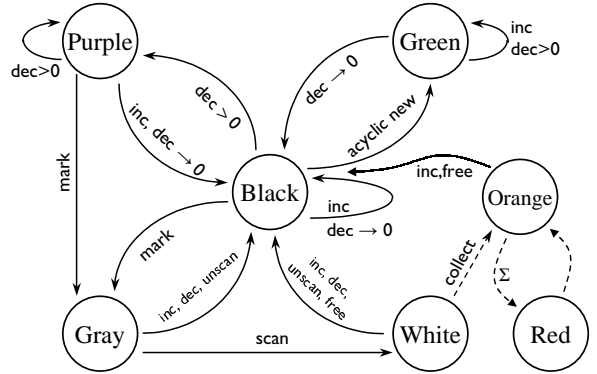 Purple
Green
inc
dec>0
dec>0
dec > 0
dec → 0
inc, dec → 0
acyclic new
mark
inc,free
Black
inc
dec → 0
Orange
mark
inc, dec, unscan
inc, dec,
unscan, free
collect
Σ
Gray
scan
White
Red